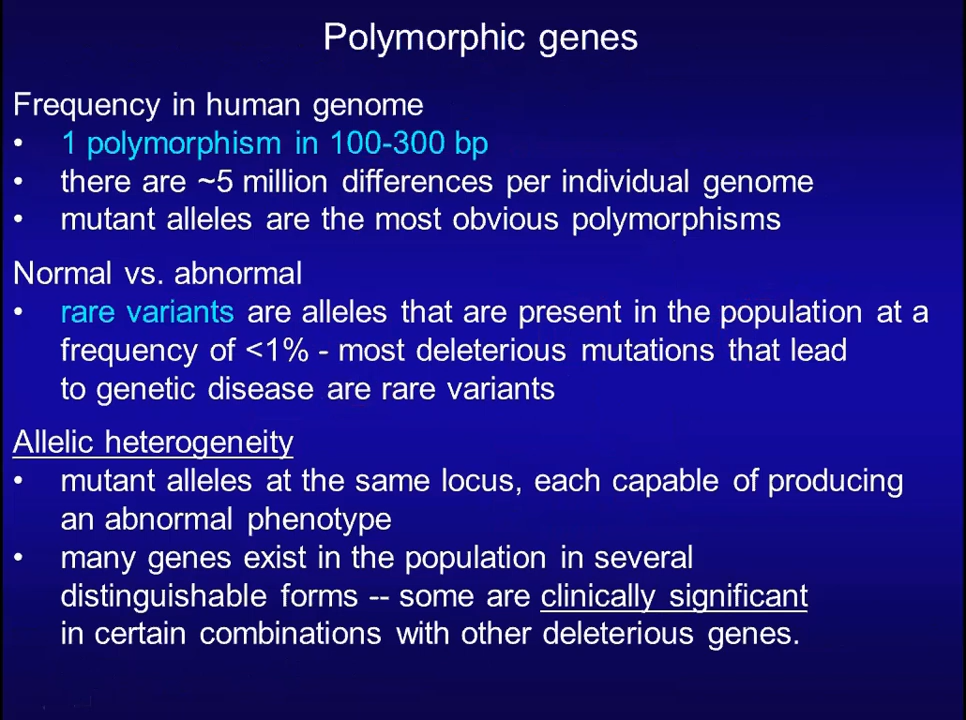 Polymorphic genes
Frequency in human genome
• 1 polymorphism in 100-300 bp
• there are ~5 million differences per individual genome
• mutant alleles are the most obvious polymorphisms
Normal vs. abnormal
• rare variants are alleles that are present in the population at a
frequency of <1% - most deleterious mutations that lead
to genetic disease are rare variants
Allelic heterogeneity
• mutant alleles at the same locus, each capable of producing
an abnormal phenotype
• many genes exist in the population in several
distinguishable forms -- some are clinically significant
in certain combinations with other deleterious genes.